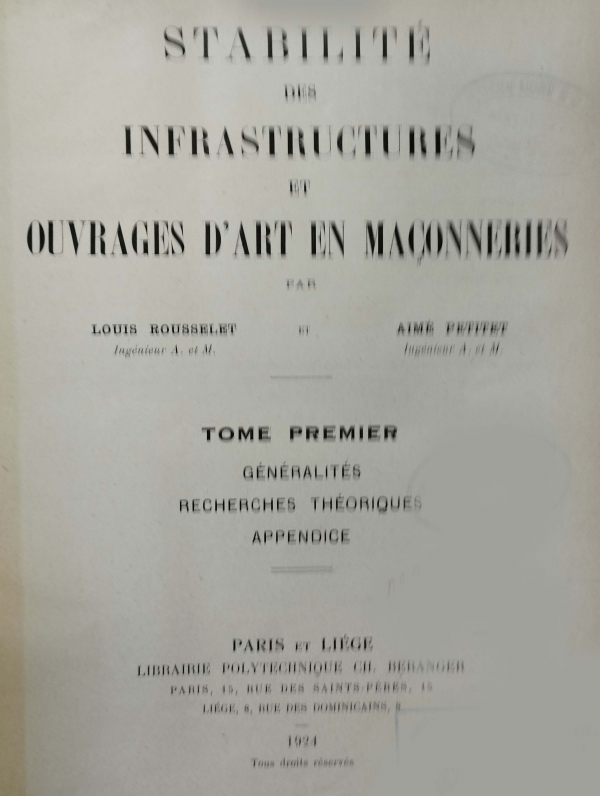 STABILITÉ
DES
INFRASTRUCTURES
ET
OUVRAGES D'ART EN MAÇONNERIES
PAR
LOUIS ROUSSELET ET AIMÉ PETITET
Ingénieur A. et M. Ingénieur A. et M.
TOME PREMIER
GÉNÉRALITÉS
RECHERCHES THÉORIQUES
APPENDICE
PARIS ET LIÉGE
LIBRAIRIE POLYTECHNIQUE CH. BÉRANGER
PARIS, 15, RUE DES SAINTS-PÈRES, 15
LIÉGE, 8, RUE DES DOMINICAINS, 8
1924
Tous droits réservés